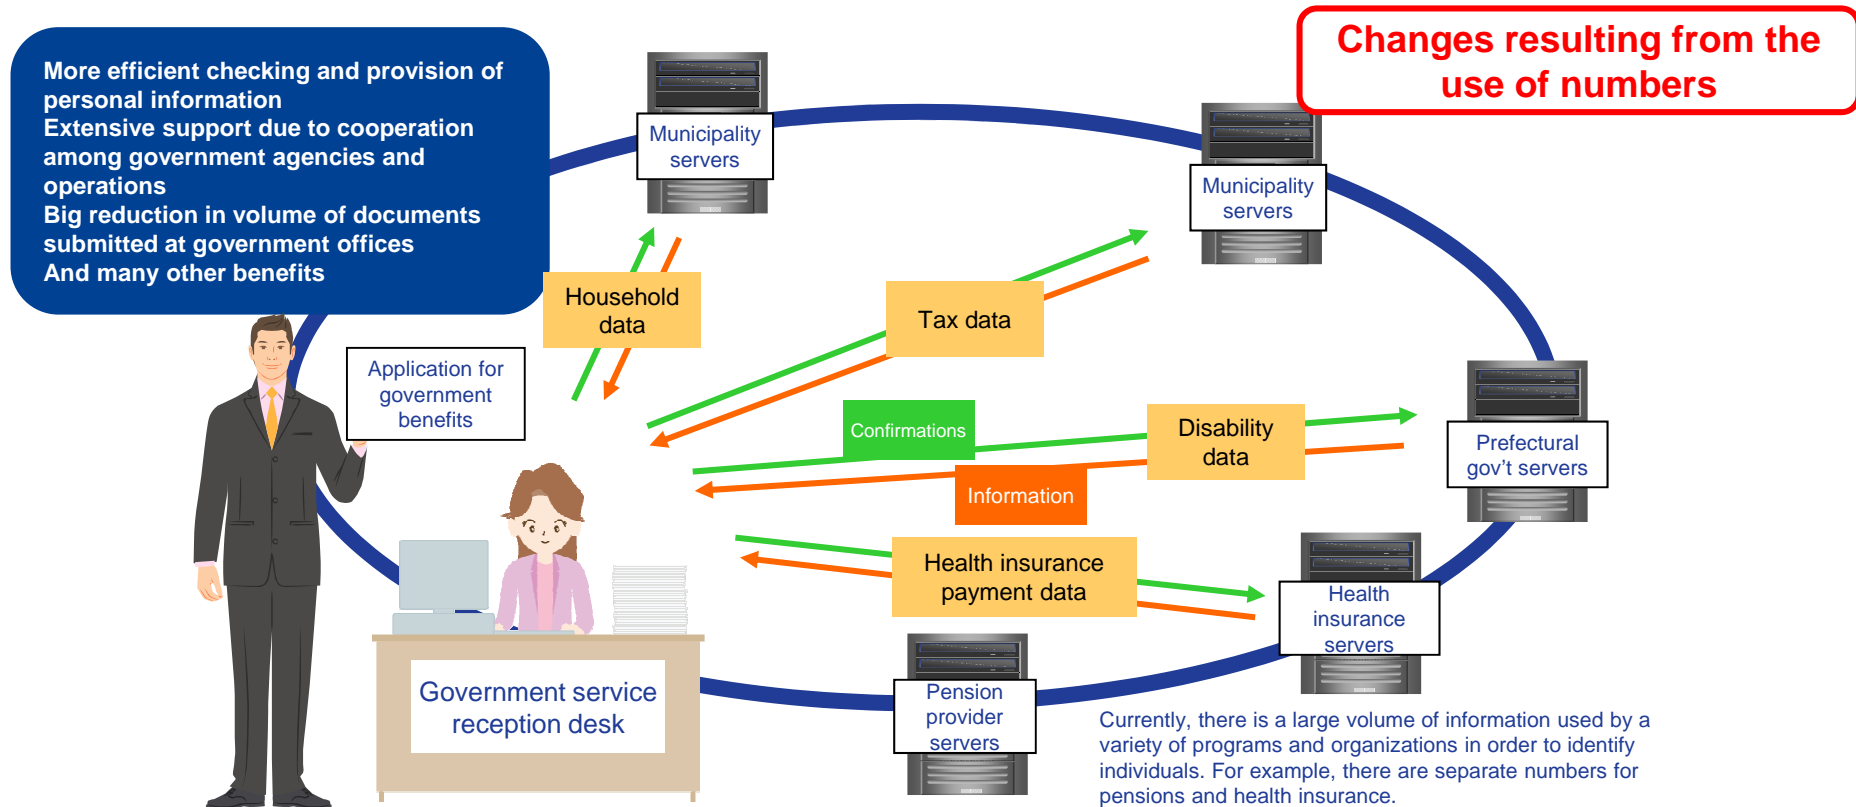 More efficient checking and provision of
personal information
Extensive support due to cooperation
among government agencies and
operations
Big reduction in volume of documents
submitted at government offices
And many other benefits
Changes resulting from the
use of numbers
Municipality
servers
Municipality
servers
Household
data
Tax data
Application for
government
benefits
Confirmations
Disability
data
Prefectural
gov't servers
Information
Health insurance
payment data
Health
insurance
servers
Government service
reception desk
Pension
provider
servers
Currently, there is a large volume of information used by a
variety of programs and organizations in order to identify
individuals. For example, there are separate numbers for
pensions and health insurance.